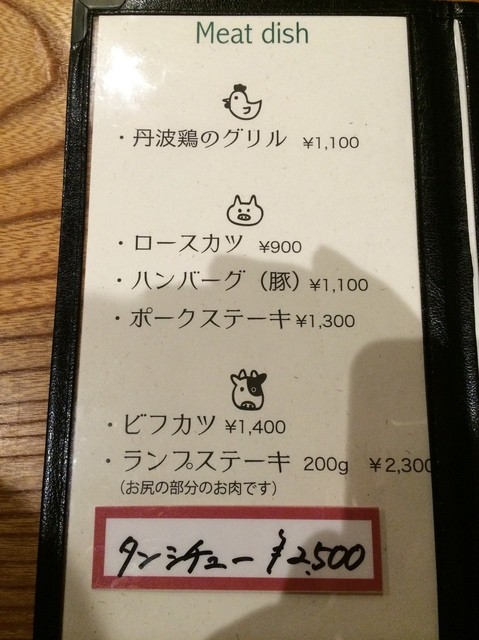 Meat dish
・丹波鶏のグリル ¥1,100
・ロースカツ ¥900
・ハンバーグ（豚）¥1,100
・ポークステーキ ¥1,300
・ビフカツ ¥1,400
・ランプステーキ 200g ¥2,300
（お尻の部分のお肉です）
タンシチュー ¥2,500